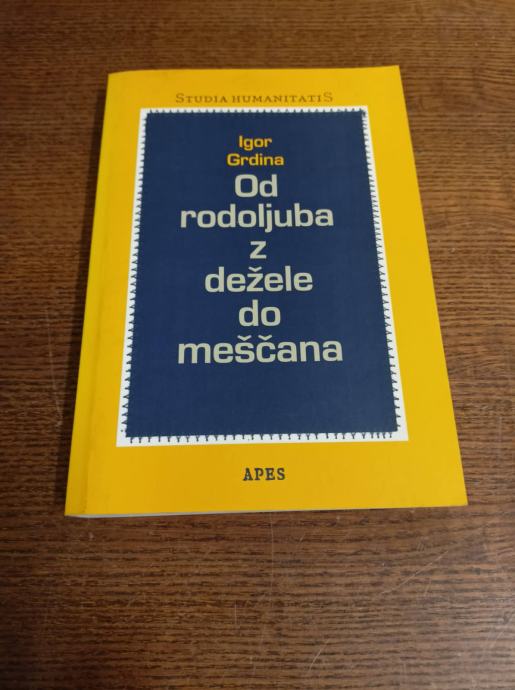 STUDIA HUMANITATIS
Igor
Grdina
Od
rodoljuba
z
dežele
do
meščana
APES